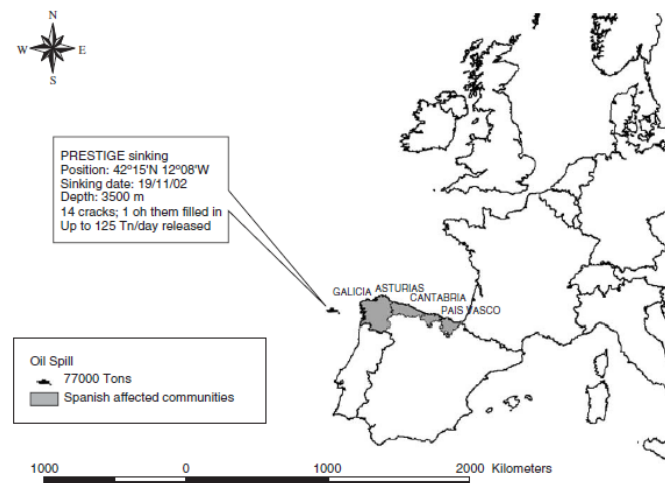 N
W E
S
PRESTIGE sinking
Position: 42º15'N 12º08'W
Sinking date: 19/11/02
Depth: 3500 m
14 cracks; 1 oh them filled in
Up to 125 Tn/day released
GALICIA ASTURIAS
CANTABRIA
PAIS VASCO
Oil Spill
77000 Tons
Spanish affected communities
1000 0 1000 2000 Kilometers